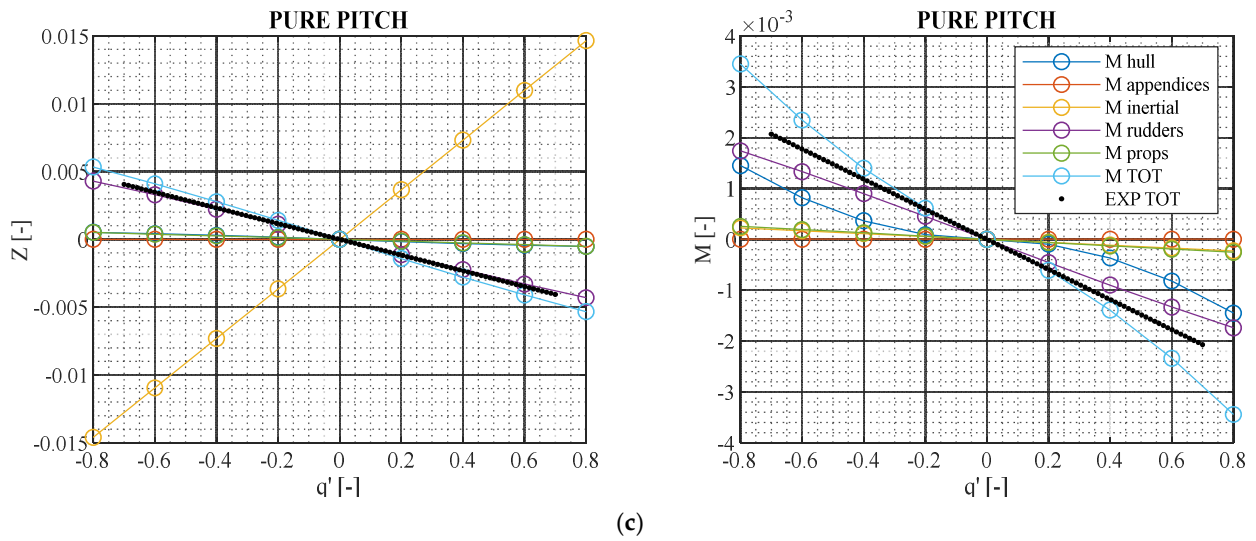 PURE PITCH
0.015
0.01
0.005
0
-0.005
-0.01
-0.015
Z [-]
-0.8 -0.6 -0.4 -0.2 0 0.2 0.4 0.6 0.8
q' [-]
PURE PITCH
×10⁻³
4
3
2
1
0
-1
-2
-3
-4
M [-]
M hull
M appendices
M inertial
M rudders
M props
M TOT
EXP TOT
-0.8 -0.6 -0.4 -0.2 0 0.2 0.4 0.6 0.8
q' [-]
(c)